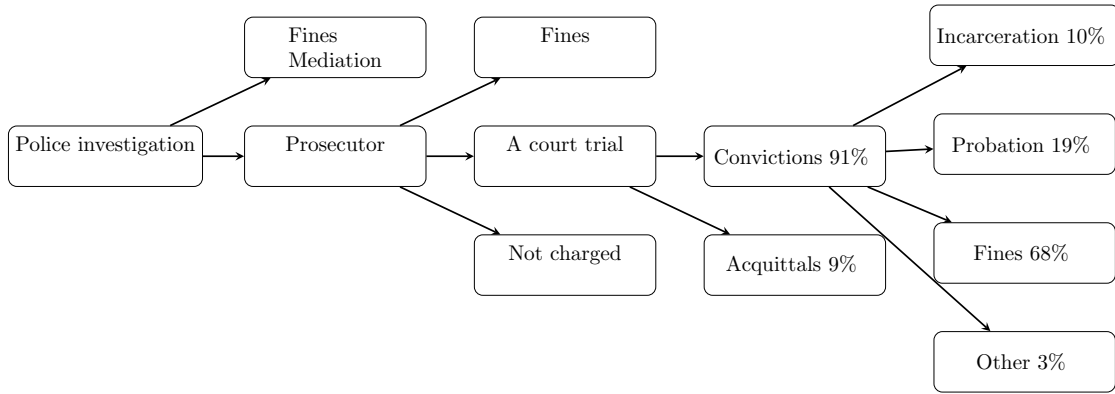 Fines
Mediation
Fines
Incarceration 10%
Police investigation
Prosecutor
A court trial
Convictions 91%
Probation 19%
Not charged
Acquittals 9%
Fines 68%
Other 3%